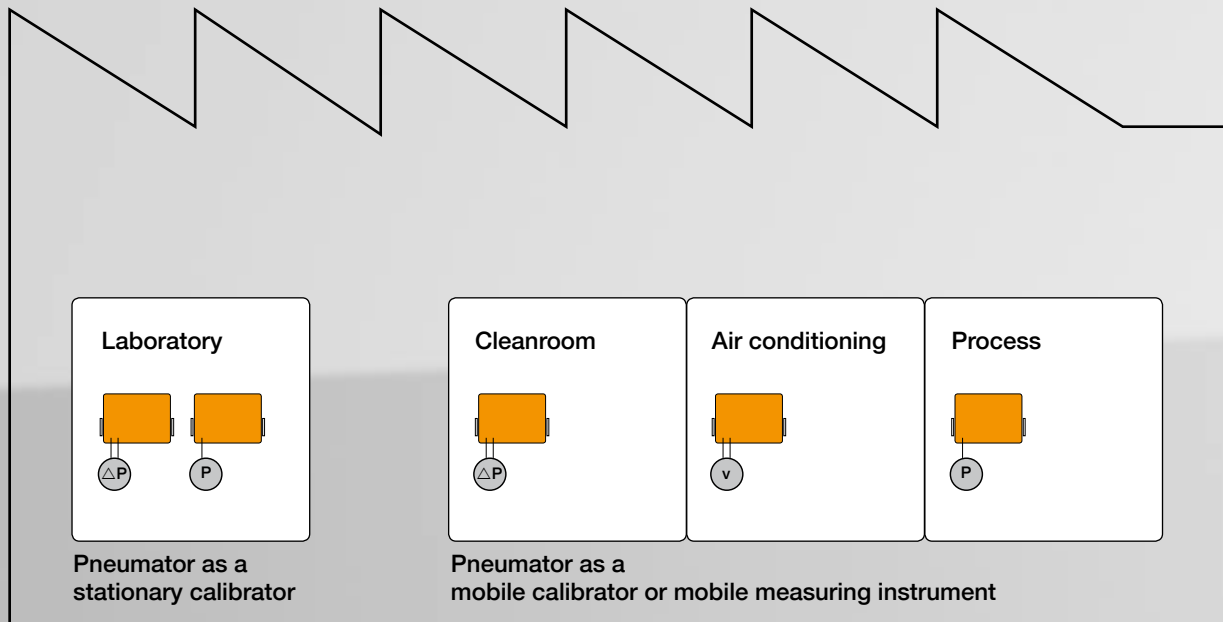 Laboratory
△P
P
Pneumator as a
stationary calibrator
Cleanroom
△P
Air conditioning
v
Process
P
Pneumator as a
mobile calibrator or mobile measuring instrument